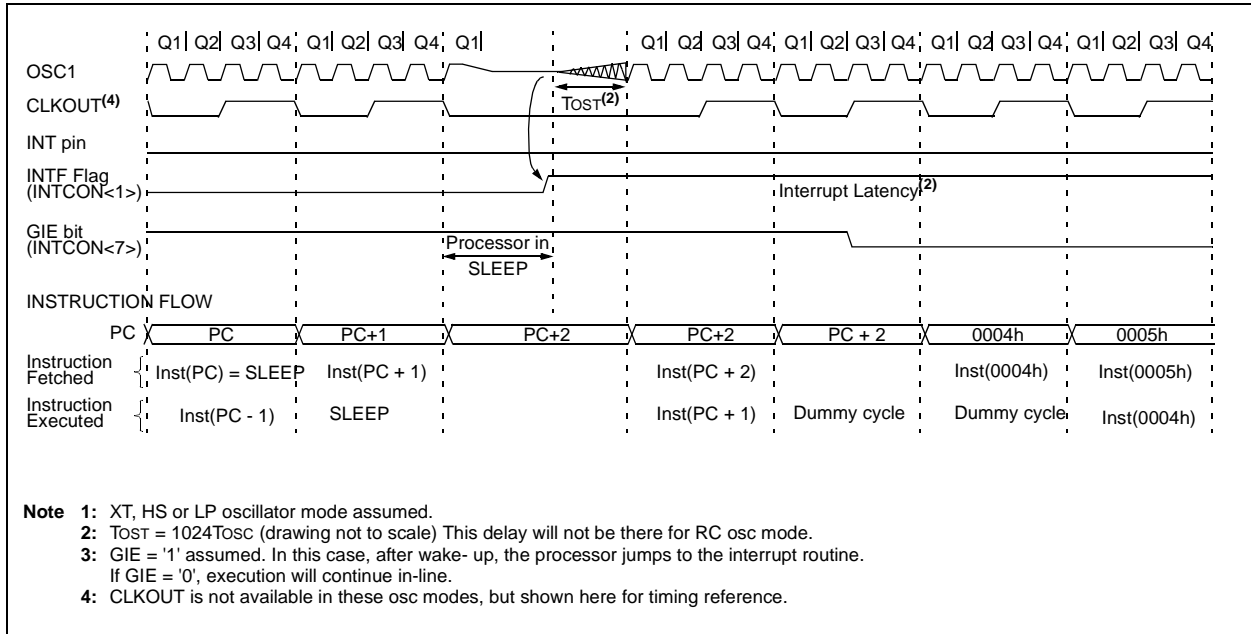 Q1 Q2 Q3 Q4 Q1 Q2 Q3 Q4 Q1 Q1 Q2 Q3 Q4 Q1 Q2 Q3 Q4 Q1 Q2 Q3 Q4 Q1 Q2 Q3 Q4
OSC1
CLKOUT(4)
TOST(2)
INT pin
INTF Flag
(INTCON<1>)
Interrupt Latency(2)
GIE bit
(INTCON<7>)
Processor in
SLEEP
INSTRUCTION FLOW
PC PC PC+1 PC+2 PC+2 PC + 2 0004h 0005h
Instruction
Fetched
Inst(PC) = SLEEP Inst(PC + 1) Inst(PC + 2) Inst(0004h) Inst(0005h)
Instruction
Executed
Inst(PC - 1) SLEEP Inst(PC + 1) Dummy cycle Dummy cycle Inst(0004h)
Note 1: XT, HS or LP oscillator mode assumed.
2: TOST = 1024TOSC (drawing not to scale) This delay will not be there for RC osc mode.
3: GIE = '1' assumed. In this case, after wake- up, the processor jumps to the interrupt routine.
If GIE = '0', execution will continue in-line.
4: CLKOUT is not available in these osc modes, but shown here for timing reference.